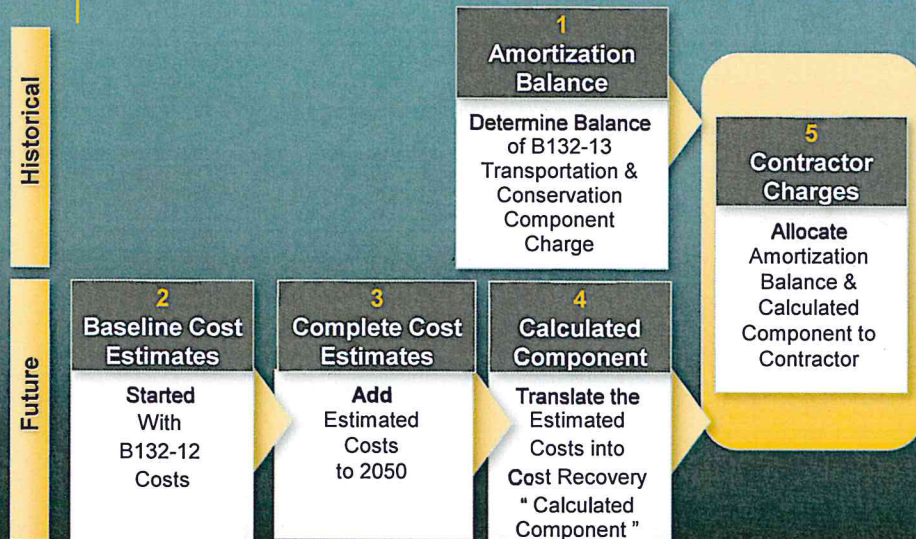 Historical
1
Amortization
Balance
Determine Balance
of B132-13
Transportation &
Conservation
Component
Charge
5
Contractor
Charges
Allocate
Amortization
Balance &
Calculated
Component to
Contractor
Future
2
Baseline Cost
Estimates
Started
With
B132-12
Costs
3
Complete Cost
Estimates
Add
Estimated
Costs
to 2050
4
Calculated
Component
Translate the
Estimated
Costs into
Cost Recovery
“ Calculated
Component ”